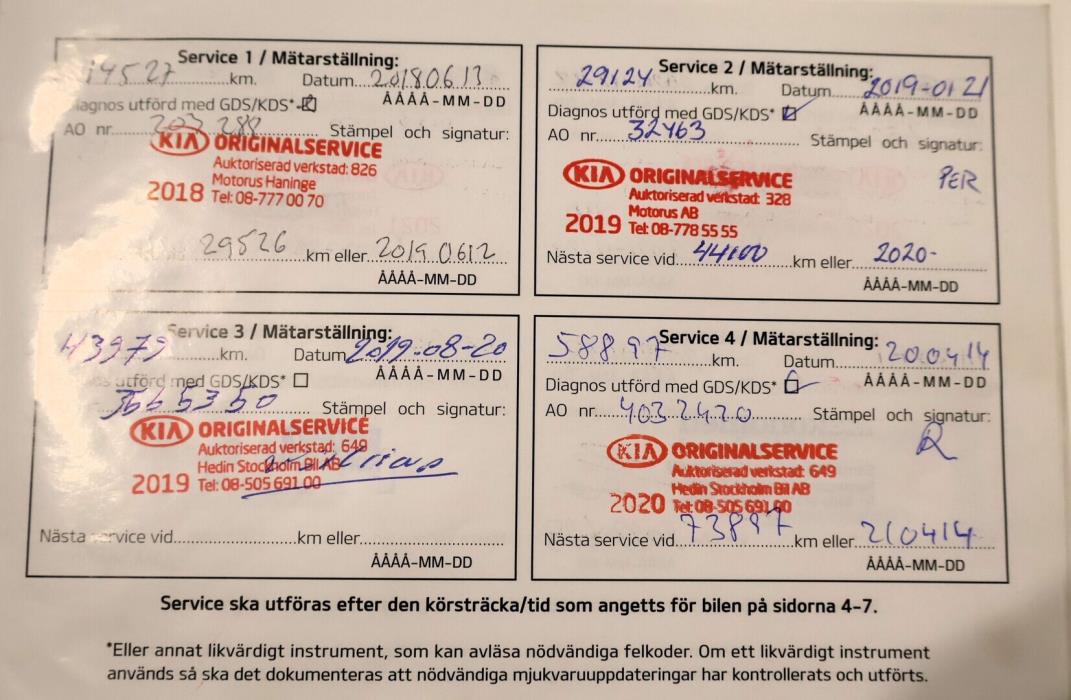 Service 1 / Mätarställning:
14527 km. Datum 20180613
Diagnos utförd med GDS/KDS* ÅÅÅÅ-MM-DD
AO nr. 203 288 Stämpel och signatur:
KIA ORIGINALSERVICE
Auktoriserad verkstad: 826
Motorus Haninge
2018 Tel: 08-777 00 70
29526 km eller 2019 0612
ÅÅÅÅ-MM-DD
Service 2 / Mätarställning:
29124 km. Datum 2019-01 21
Diagnos utförd med GDS/KDS* ÅÅÅÅ-MM-DD
AO nr. 32463 Stämpel och signatur:
PER
KIA ORIGINALSERVICE
Auktoriserad verkstad: 328
Motorus AB
2019 Tel: 08-778 55 55
Nästa service vid 44100 km eller 2020-
ÅÅÅÅ-MM-DD
Service 3 / Mätarställning:
43979 km. Datum 2019-08-20
utförd med GDS/KDS* ÅÅÅÅ-MM-DD
Stämpel och signatur:
KIA ORIGINALSERVICE
Auktoriserad verkstad: 649
Hedin Stockholm Bil AB
2019 Tel: 08-505 691 00
Nästa service vid km eller
ÅÅÅÅ-MM-DD
Service 4 / Mätarställning:
58897 km. Datum 200414
Diagnos utförd med GDS/KDS* ÅÅÅÅ-MM-DD
AO nr. 4032420 Stämpel och signatur:
R
KIA ORIGINALSERVICE
Auktoriserad verkstad: 649
Hedin Stockholm Bil AB
2020 Tel: 08-505 691 00
Nästa service vid 73897 km eller 210414
ÅÅÅÅ-MM-DD
Service ska utföras efter den körsträcka/tid som angetts för bilen på sidorna 4-7.
*Eller annat likvärdigt instrument, som kan avläsa nödvändiga felkoder. Om ett likvärdigt instrument
används så ska det dokumenteras att nödvändiga mjukvaruuppdateringar har kontrollerats och utförts.